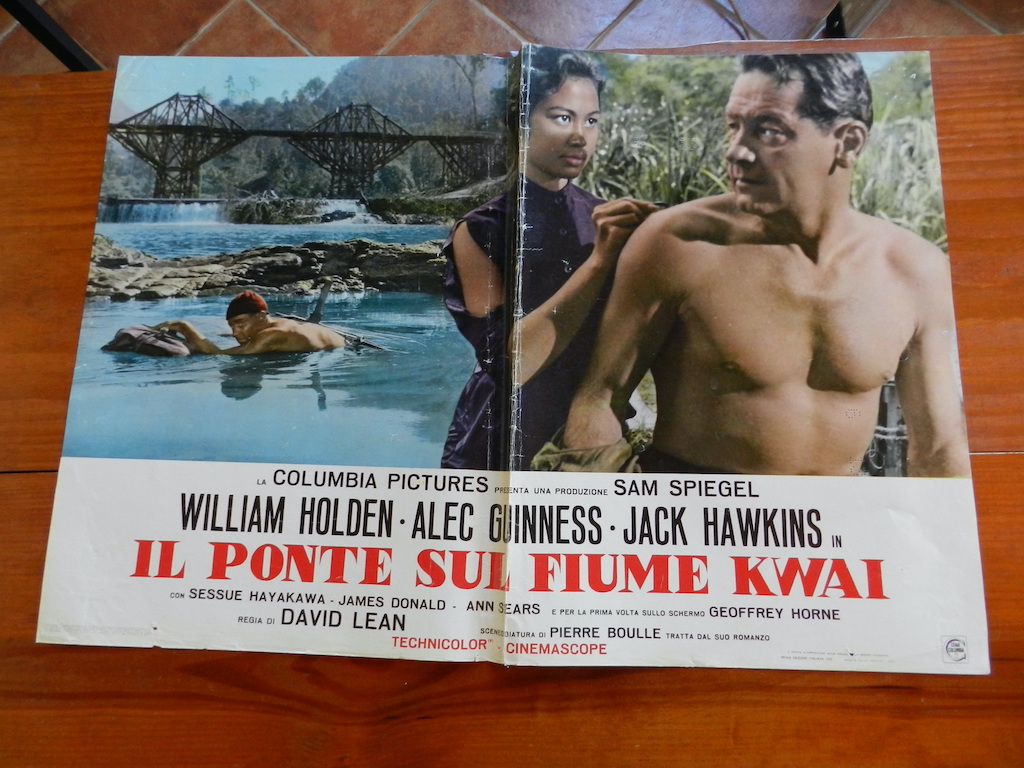 LA COLUMBIA PICTURES PRESENTA UNA PRODUZIONE SAM SPIEGEL
WILLIAM HOLDEN · ALEC GUINNESS · JACK HAWKINS IN
IL PONTE SUL FIUME KWAI
CON SESSUE HAYAKAWA - JAMES DONALD - ANN SEARS E PER LA PRIMA VOLTA SULLO SCHERMO GEOFFREY HORNE
REGIA DI DAVID LEAN SCENEGGIATURA DI PIERRE BOULLE TRATTA DAL SUO ROMANZO
TECHNICOLOR - CINEMASCOPE
COLUMBIA